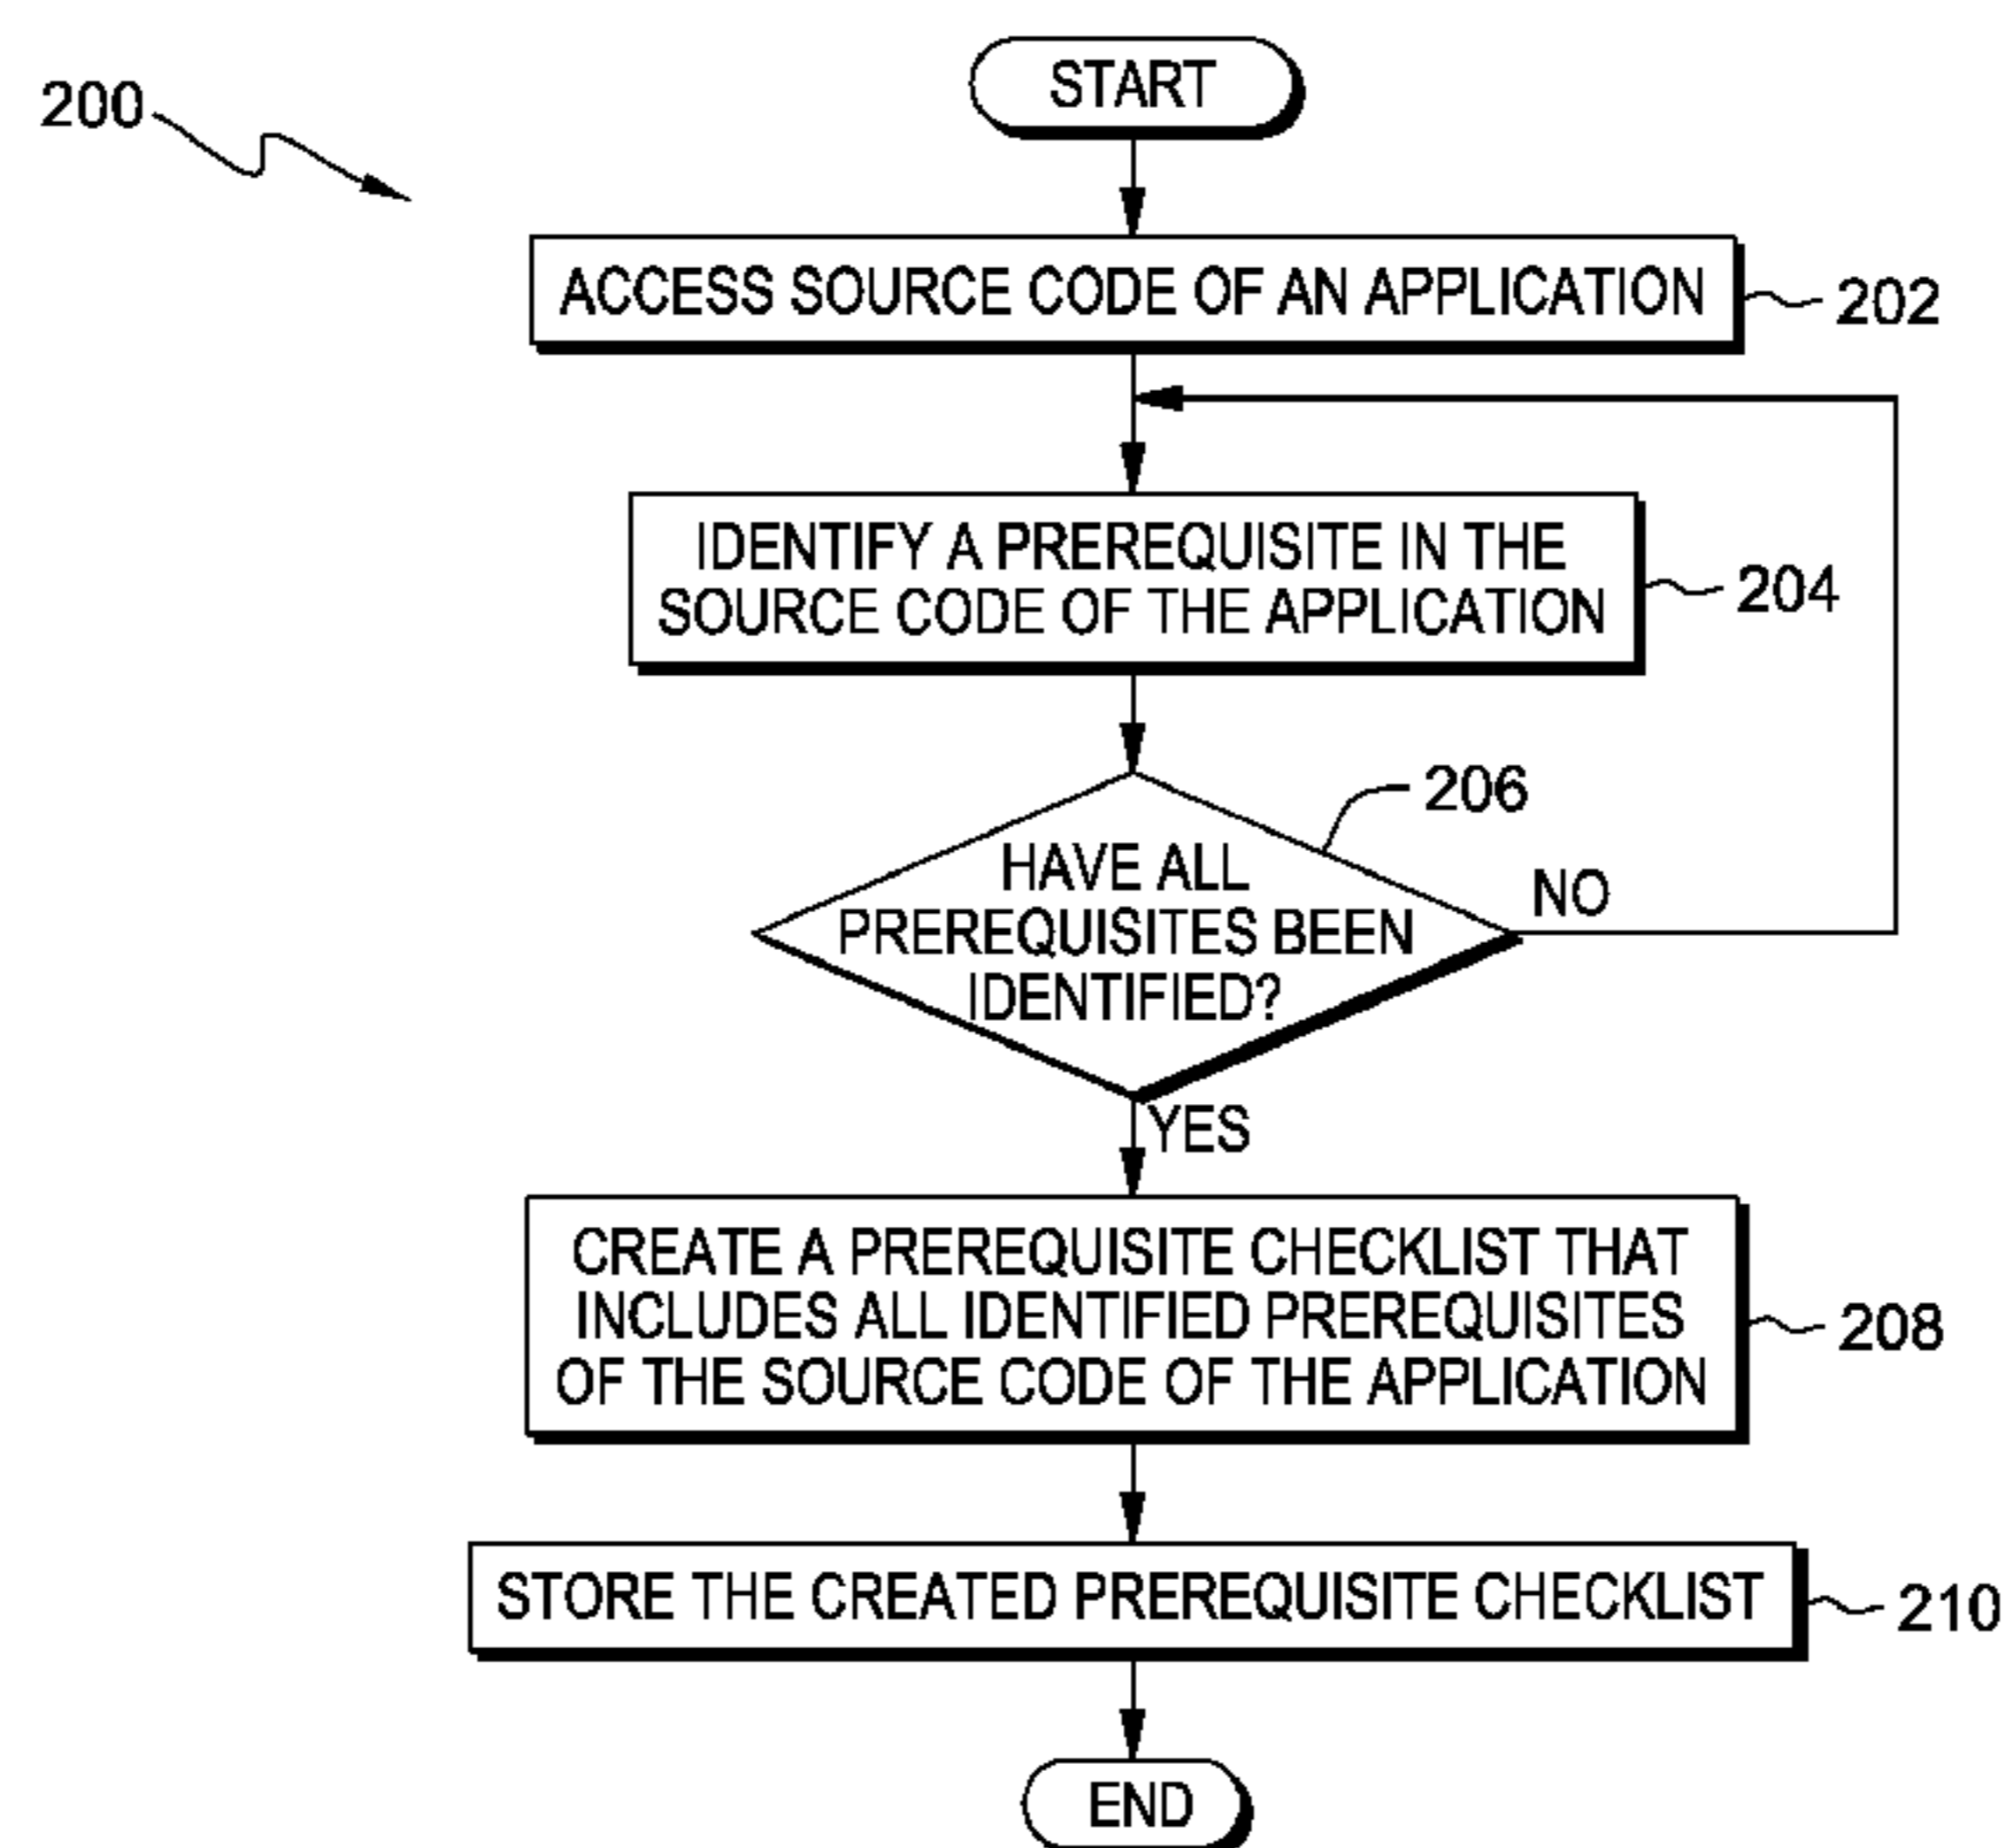 START
200
ACCESS SOURCE CODE OF AN APPLICATION
202
IDENTIFY A PREREQUISITE IN THE
SOURCE CODE OF THE APPLICATION
204
206
HAVE ALL
PREREQUISITES BEEN
IDENTIFIED?
NO
YES
CREATE A PREREQUISITE CHECKLIST THAT
INCLUDES ALL IDENTIFIED PREREQUISITES
OF THE SOURCE CODE OF THE APPLICATION
208
STORE THE CREATED PREREQUISITE CHECKLIST
210
END